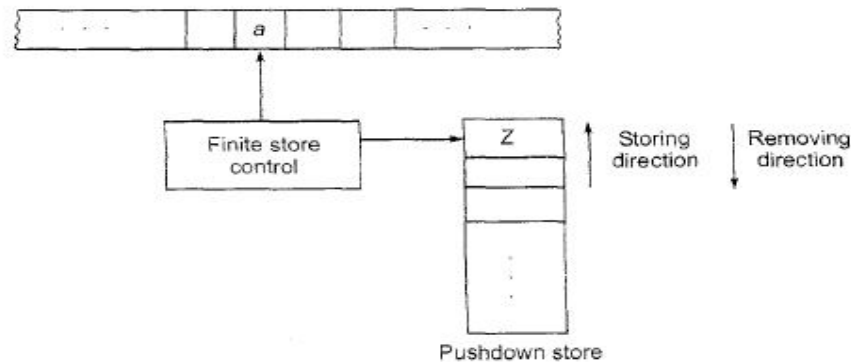 a
Finite store
control
Z
Storing
direction
Removing
direction
Pushdown store